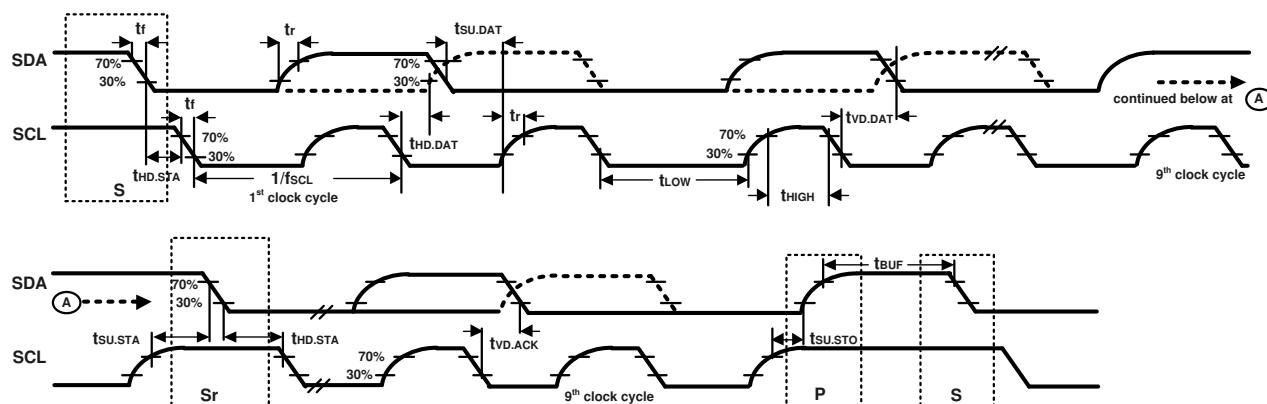 tf
tr
tSU.DAT
SDA
70%
30%
70%
30%
continued below at A
tf
tHD.DAT
tr
tVD.DAT
SCL
70%
30%
70%
30%
tHD.STA
1/fSCL
1st clock cycle
tLOW
tHIGH
9th clock cycle
S
SDA
70%
30%
A
tBUF
tSU.STA
tHD.STA
tVD.ACK
tSU.STO
SCL
70%
30%
9th clock cycle
Sr
P
S